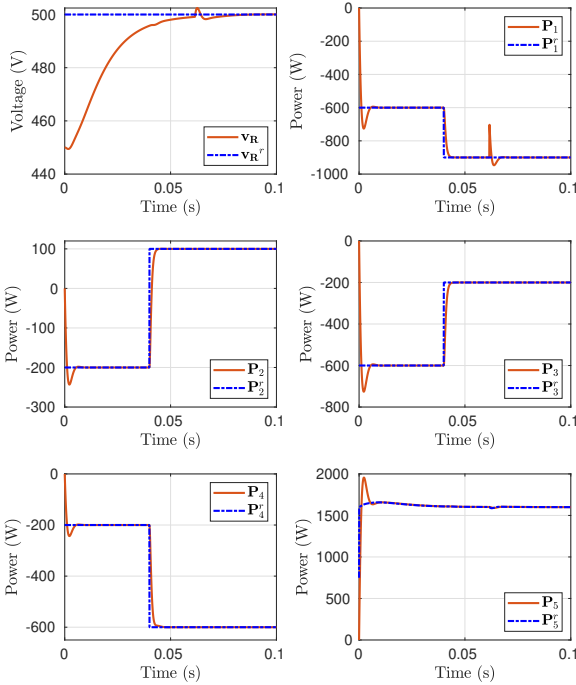 500
480
460
440
Voltage (V)
0
0.05
0.1
Time (s)
v_R
v_R^r
0
-200
-400
-600
-800
-1000
Power (W)
0
0.05
0.1
Time (s)
P_1
P_1^r
100
0
-100
-200
-300
Power (W)
0
0.05
0.1
Time (s)
P_2
P_2^r
0
-200
-400
-600
-800
Power (W)
0
0.05
0.1
Time (s)
P_3
P_3^r
0
-200
-400
-600
Power (W)
0
0.05
0.1
Time (s)
P_4
P_4^r
2000
1500
1000
500
0
Power (W)
0
0.05
0.1
Time (s)
P_5
P_5^r